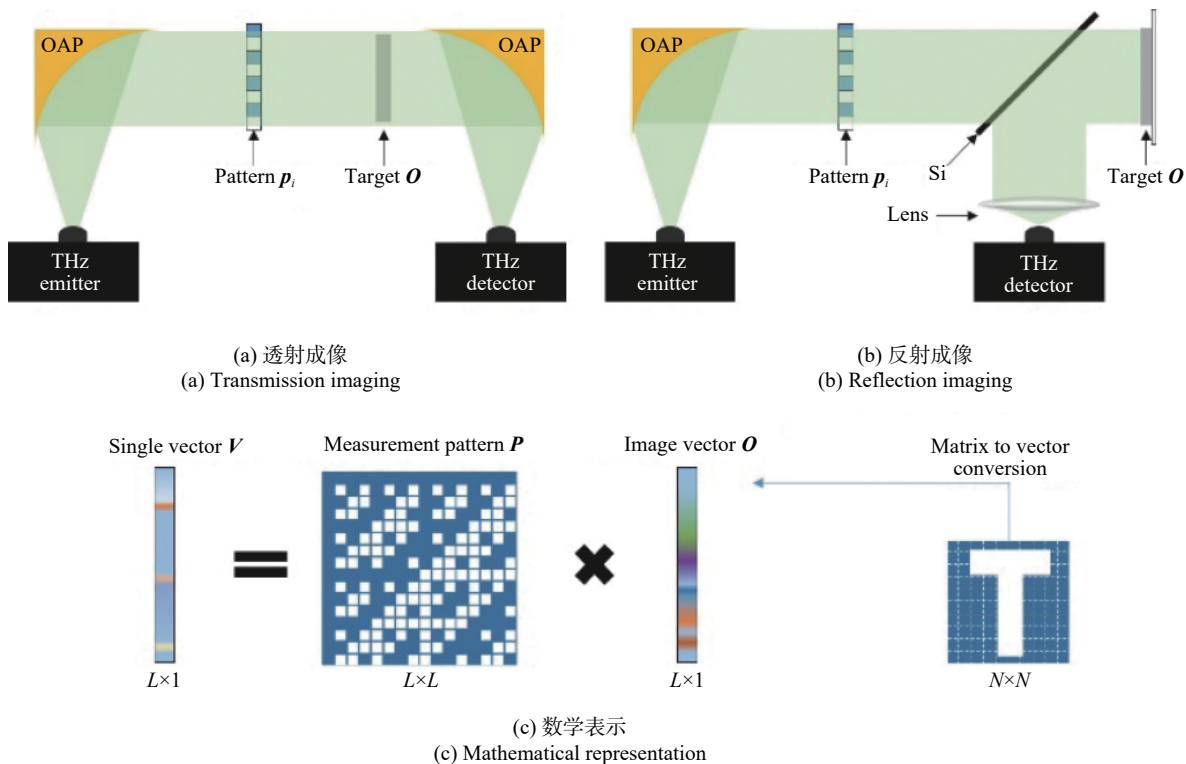 OAP
OAP
Pattern pᵢ
Target O
THz
emitter
THz
detector
(a) 透射成像
(a) Transmission imaging
OAP
Pattern pᵢ
Si
Target O
Lens
THz
emitter
THz
detector
(b) 反射成像
(b) Reflection imaging
Single vector V
Measurement pattern P
Image vector O
Matrix to vector
conversion
L×1
L×L
L×1
N×N
(c) 数学表示
(c) Mathematical representation